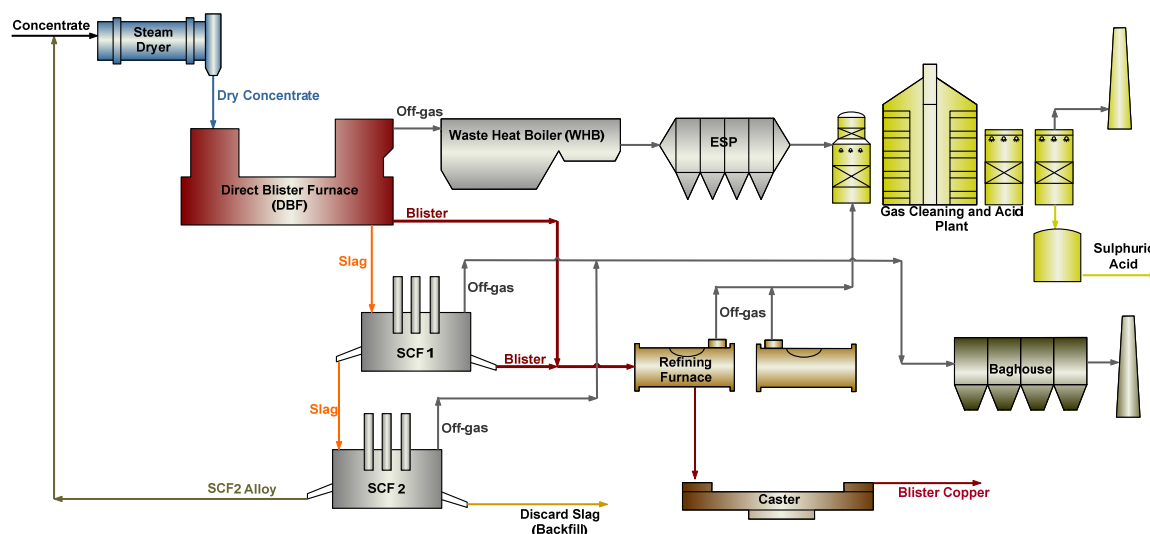 Concentrate
Steam
Dryer
Dry Concentrate
Off-gas
Waste Heat Boiler (WHB)
ESP
Direct Blister Furnace
(DBF)
Blister
Gas Cleaning and Acid
Plant
Sulphuric
Acid
Slag
Off-gas
SCF 1
Blister
Off-gas
Refining
Furnace
Baghouse
Slag
Off-gas
SCF2 Alloy
SCF 2
Discard Slag
(Backfill)
Caster
Blister Copper